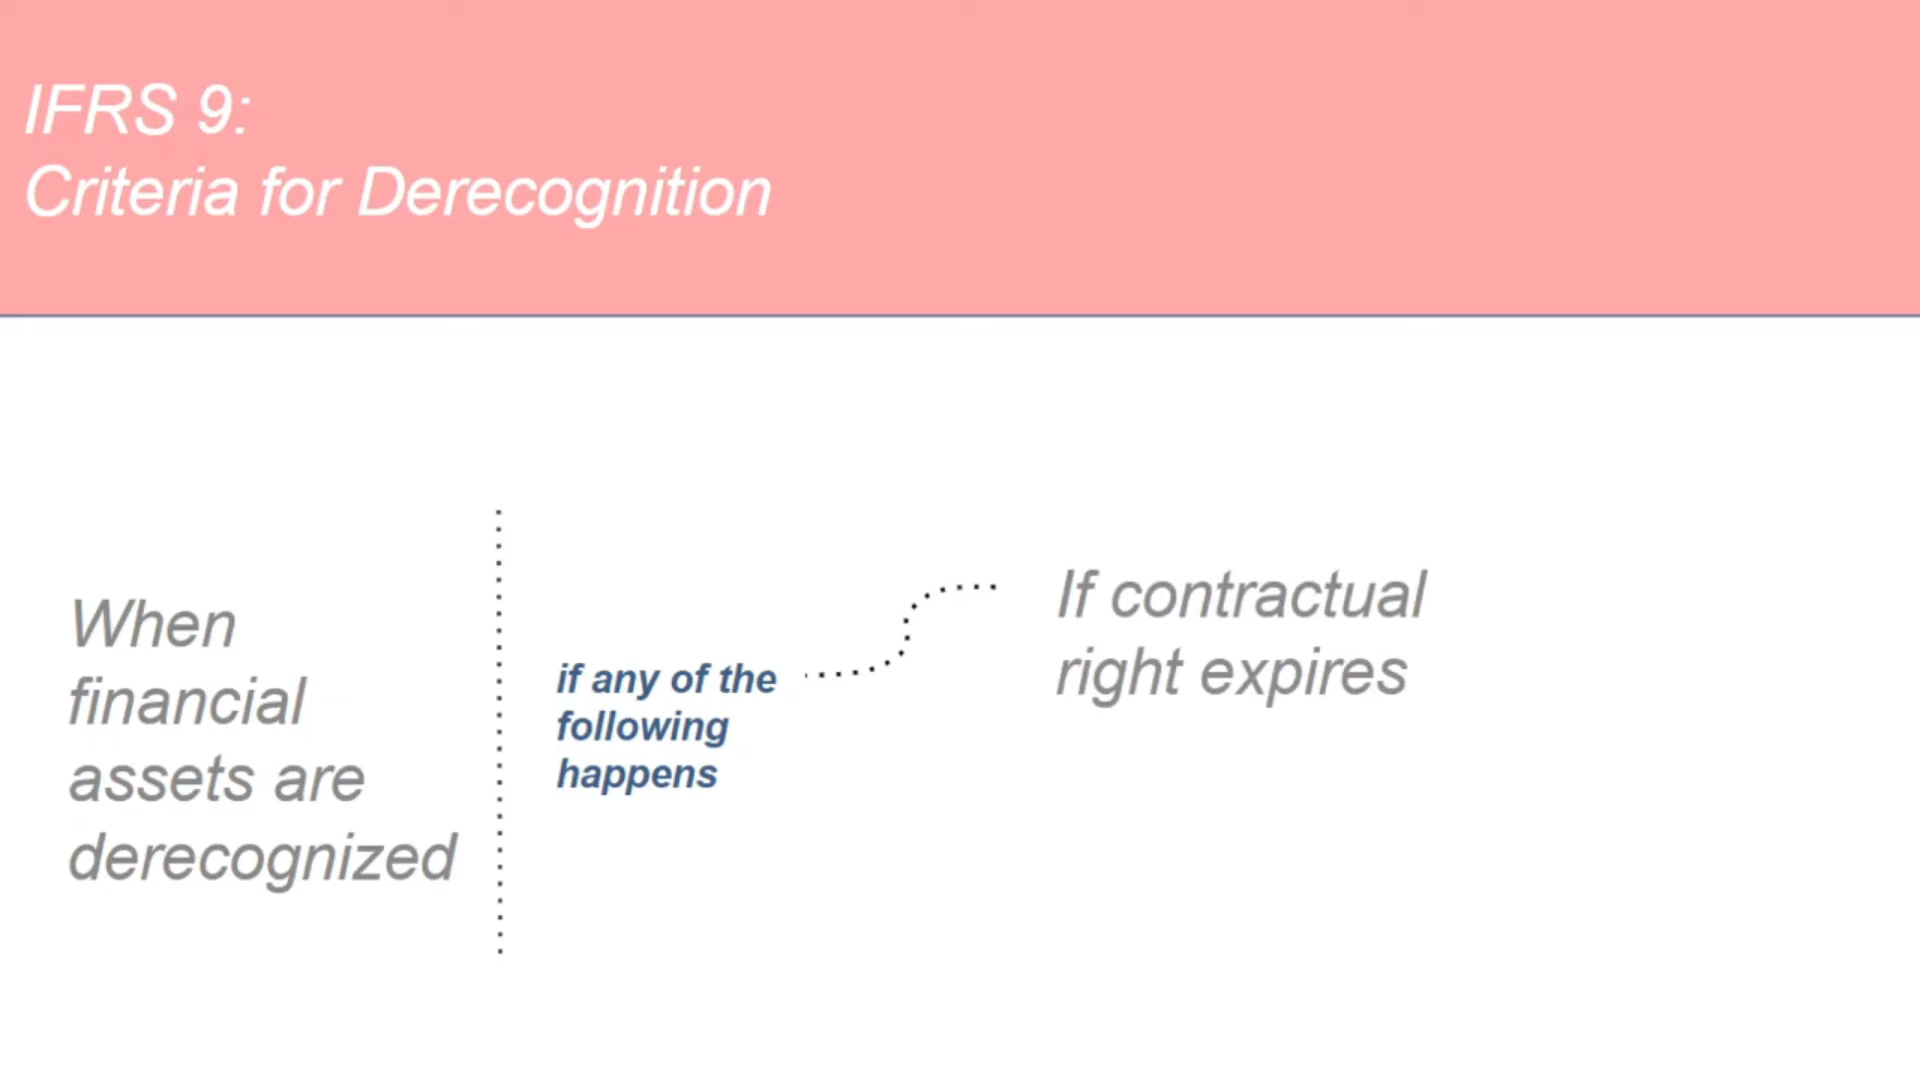 IFRS 9:
Criteria for Derecognition
When
financial
assets are
derecognized
if any of the
following
happens
If contractual
right expires